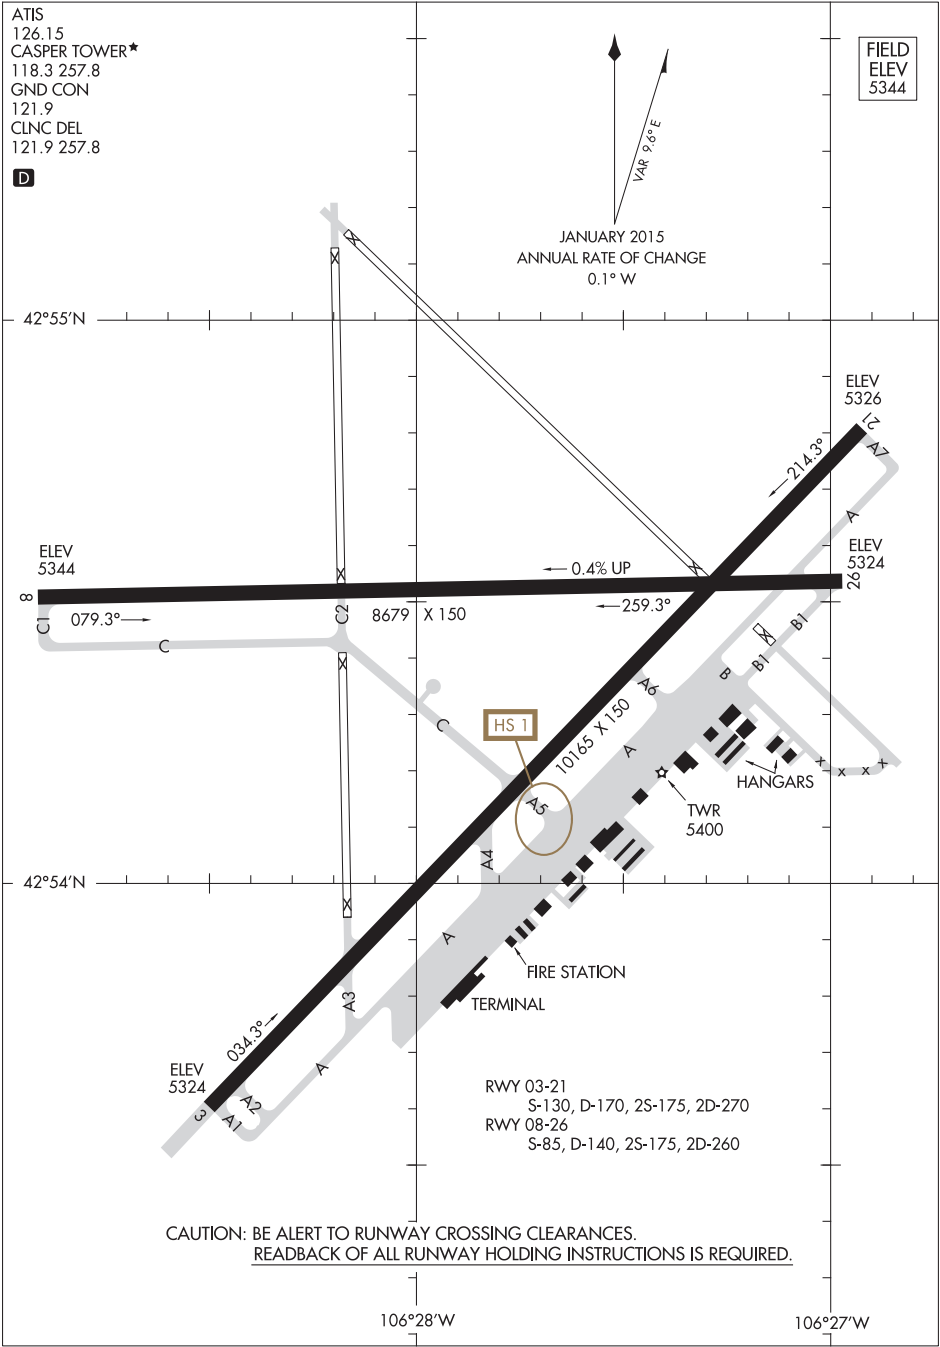 ATIS
126.15
CASPER TOWER★
118.3 257.8
GND CON
121.9
CLNC DEL
121.9 257.8
D
FIELD
ELEV
5344
VAR 9.6° E
JANUARY 2015
ANNUAL RATE OF CHANGE
0.1° W
42°55'N
ELEV
5326
21
A7
214.3°
A
ELEV
5344
ELEV
5324
0.4% UP
8
26
079.3°
8679 X 150
259.3°
C1
C2
C
B1
B1
B
A6
C
HS 1
10165 X 150
A
X X X X
HANGARS
A5
TWR
5400
A4
42°54'N
A
FIRE STATION
A3
TERMINAL
034.3°
A
ELEV
5324
3
A2
A1
RWY 03-21
S-130, D-170, 2S-175, 2D-270
RWY 08-26
S-85, D-140, 2S-175, 2D-260
CAUTION: BE ALERT TO RUNWAY CROSSING CLEARANCES.
READBACK OF ALL RUNWAY HOLDING INSTRUCTIONS IS REQUIRED.
106°28'W
106°27'W